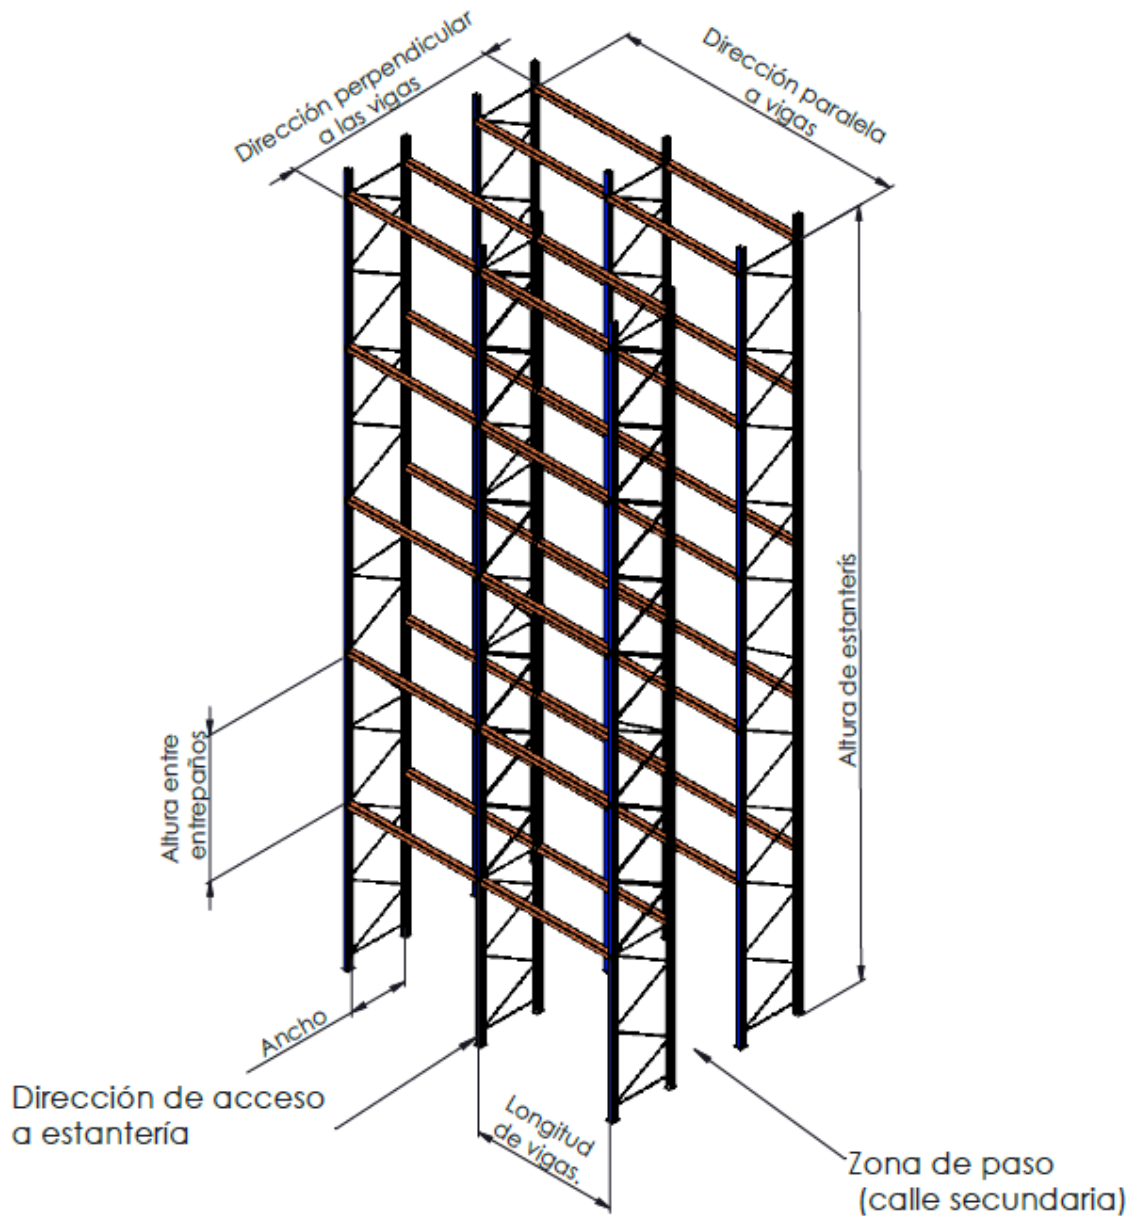 Dirección perpendicular
a las vigas
Dirección paralela
a vigas
Altura de estanterís
Altura entre
entrepaños
Ancho
Dirección de acceso
a estantería
Longitud
de vigas.
Zona de paso
(calle secundaria)